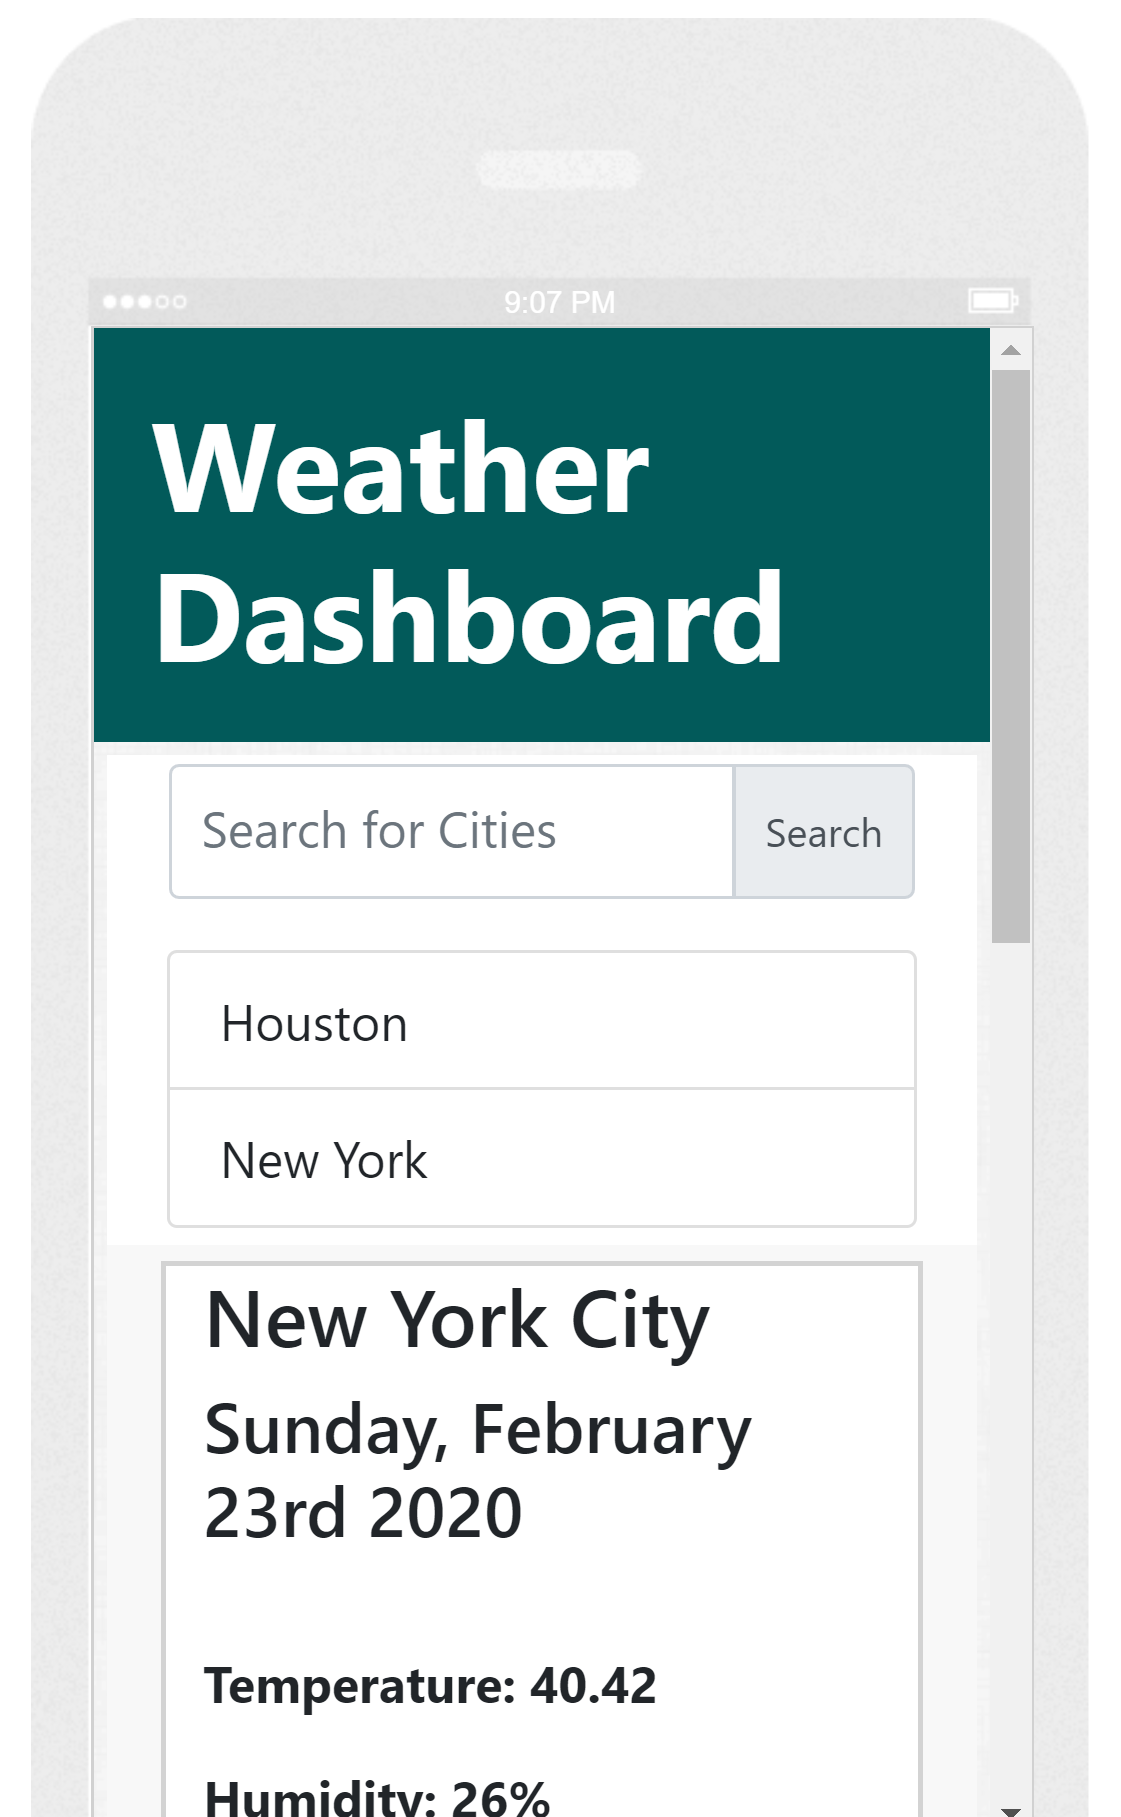 9:07 PM
Weather
Dashboard
Search for Cities
Search
Houston
New York
New York City
Sunday, February
23rd 2020
Temperature: 40.42
Humidity: 26%